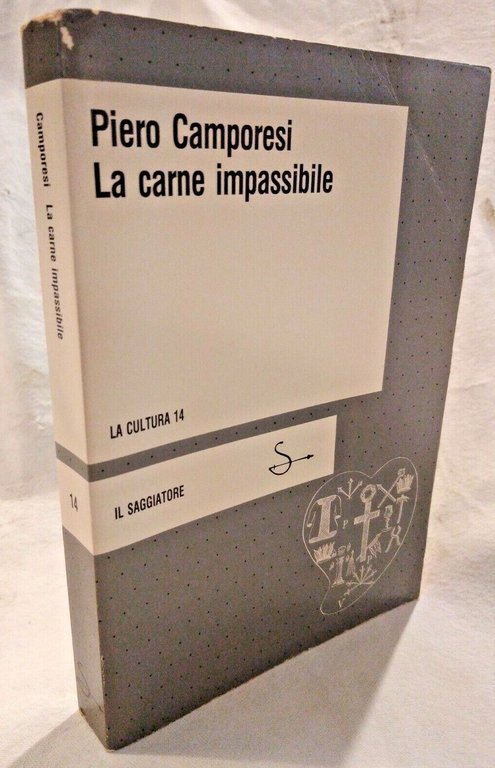 Piero Camporesi
La carne impassibile
LA CULTURA 14
IL SAGGIATORE
Camporesi La carne impassibile
14